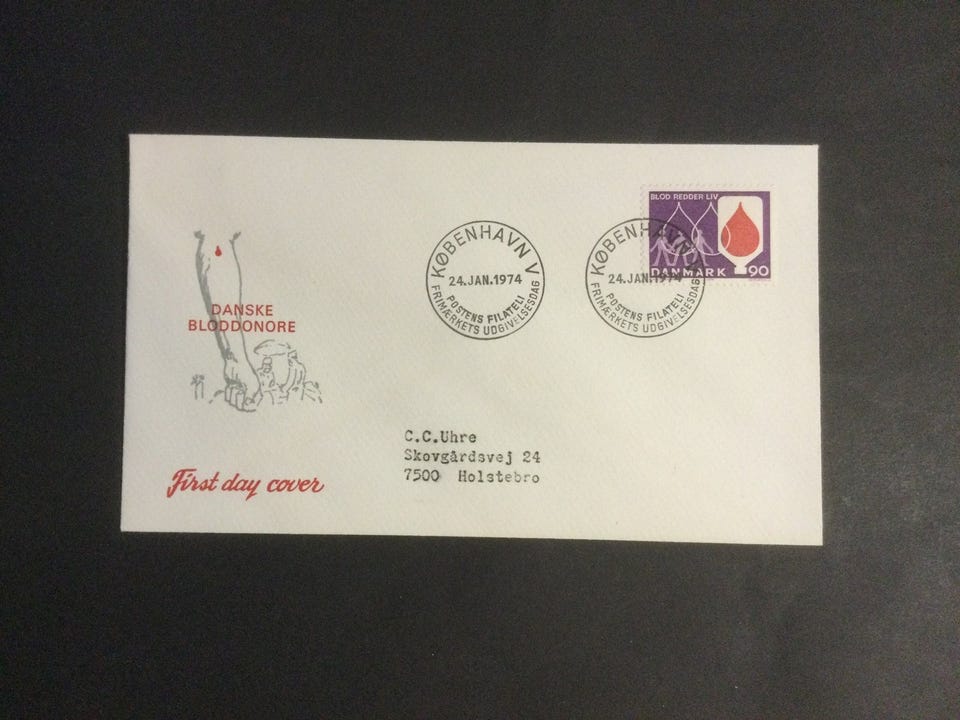 BLOD REDDER LIV
DANMARK 90
KØBENHAVN V
24.JAN.1974
POSTENS FILATELI
FRIMÆRKETS UDGIVELSESDAG
KØBENHAVN V
24.JAN.1974
POSTENS FILATELI
FRIMÆRKETS UDGIVELSESDAG
DANSKE
BLODDONORE
C.C.Uhre
Skovgårdsvej 24
7500 Holstebro
First day cover